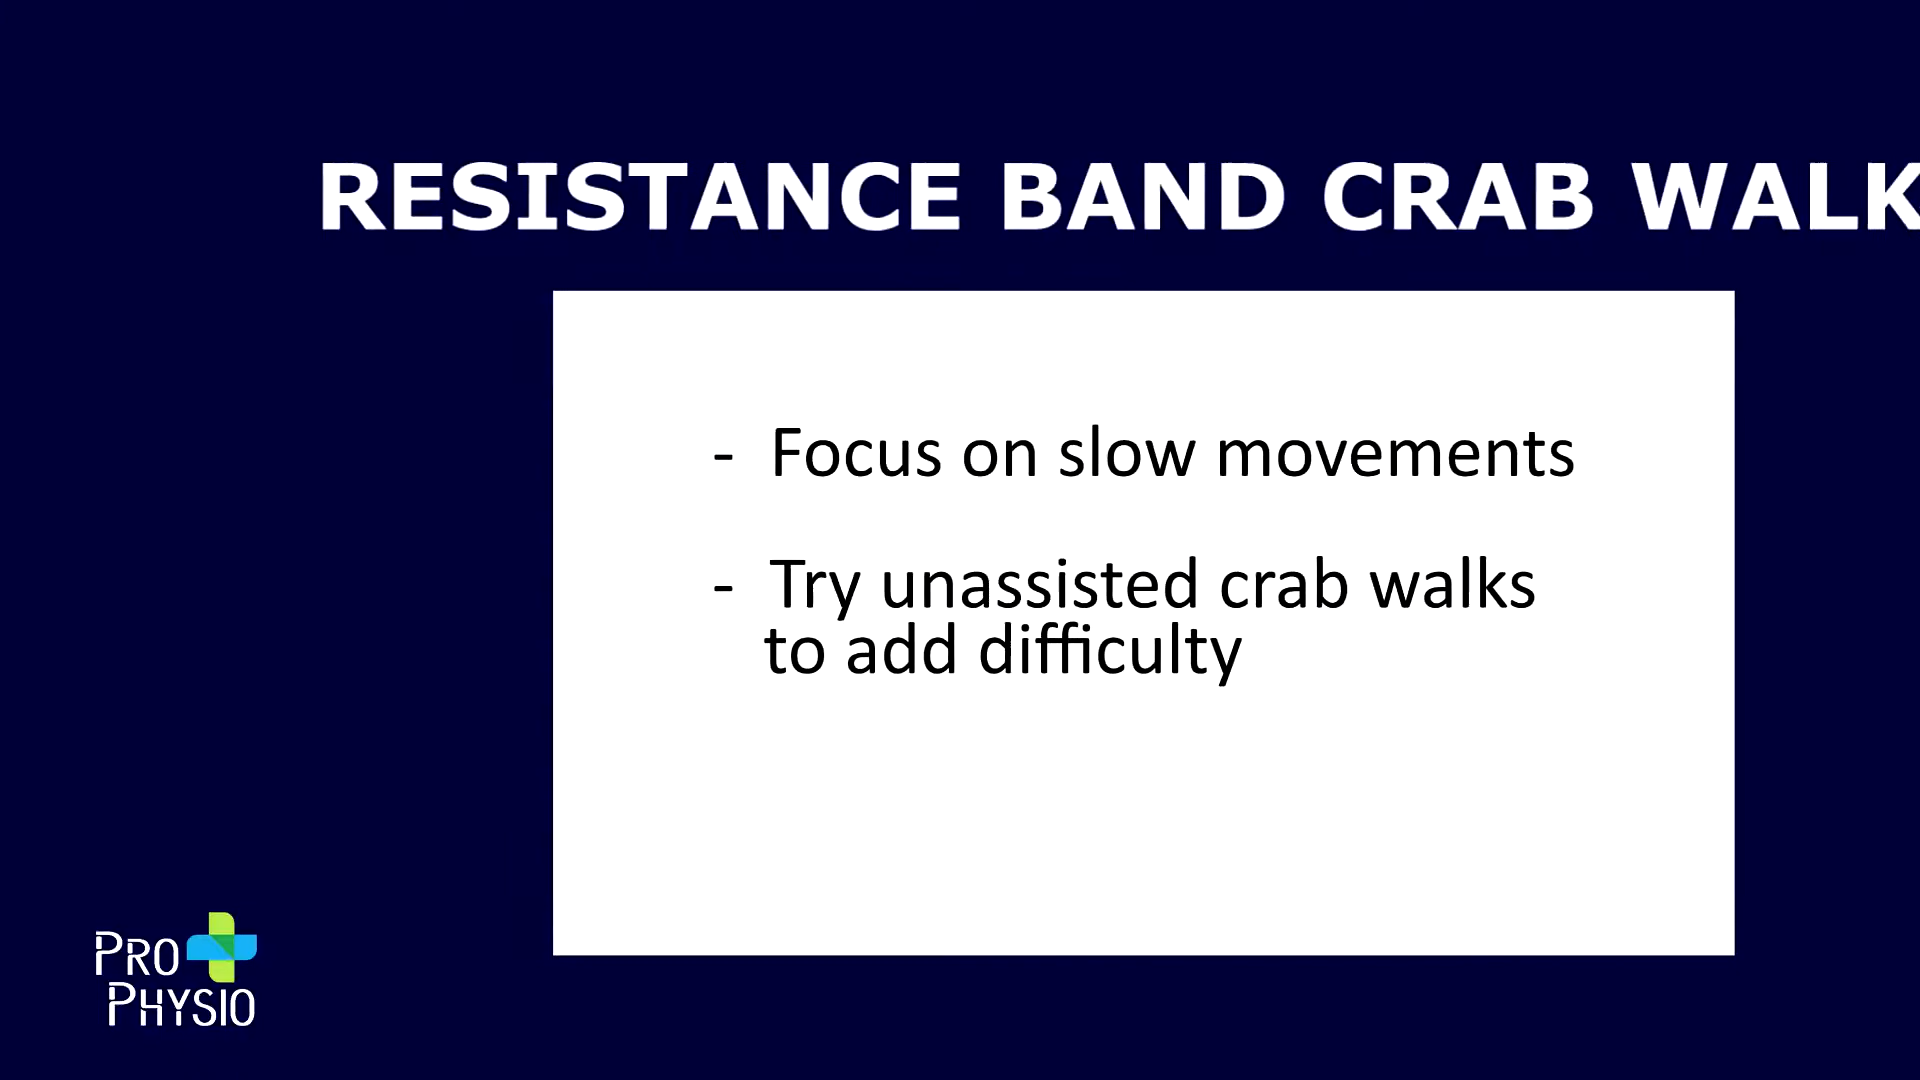 RESISTANCE BAND CRAB WALK
- Focus on slow movements
- Try unassisted crab walks
to add difficulty
PRO
PHYSIO